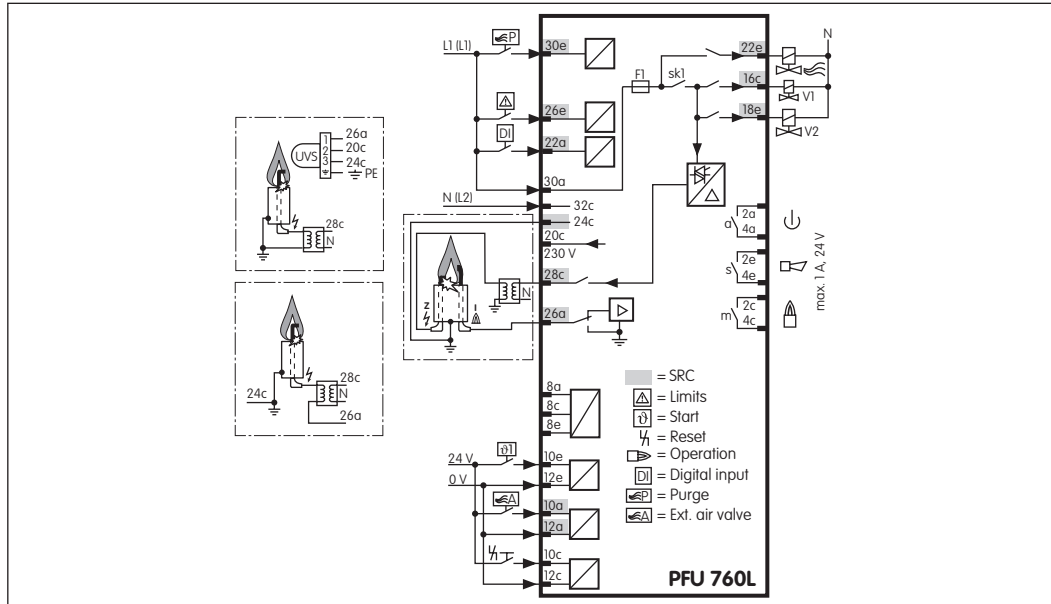 L1 (L1)
P
30e
26e
DI
22a
30a
N (L2)
32c
24c
20c
230 V
28c
N
26a
z
I
F1
sk1
22e
16c
18e
N
V1
V2
2a
4a
a
2e
4e
s
2c
4c
m
max. 1 A, 24 V
UVS
1
2
3
26a
20c
24c
PE
28c
N
28c
N
24c
26a
8a
8c
8e
24 V
0 V
ϑ1
10e
12e
A
10a
12a
10c
12c
= SRC
= Limits
ϑ = Start
= Reset
= Operation
DI = Digital input
P = Purge
A = Ext. air valve
PFU 760L